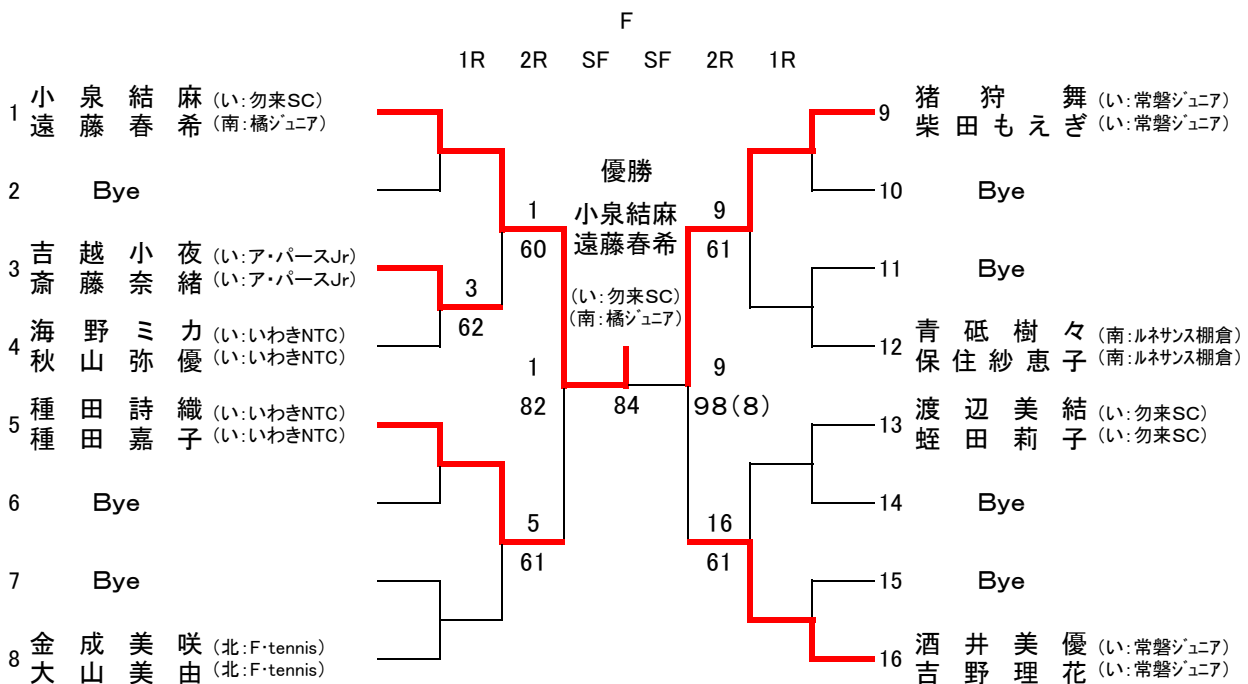 F
1R 2R SF SF 2R 1R
1 小泉結麻 (い:勿来SC)
遠藤春希 (南:橘ジュニア)
2 Bye
3 吉越小夜 (い:ア・パースJr)
斎藤奈緒 (い:ア・パースJr)
4 海野ミカ (い:いわきNTC)
秋山弥優 (い:いわきNTC)
5 種田詩織 (い:いわきNTC)
種田嘉子 (い:いわきNTC)
6 Bye
7 Bye
8 金成美咲 (北:F・tennis)
大山美由 (北:F・tennis)
3
62
1
60
5
61
1
82
優勝
小泉結麻
遠藤春希
(い:勿来SC)
(南:橘ジュニア)
84
9
61
9
98(8)
16
61
9 猪狩舞 (い:常磐ジュニア)
柴田もえぎ (い:常磐ジュニア)
10 Bye
11 Bye
12 青砥樹々 (南:ルネサンス棚倉)
保住紗恵子 (南:ルネサンス棚倉)
13 渡辺美結 (い:勿来SC)
蛭田莉子 (い:勿来SC)
14 Bye
15 Bye
16 酒井美優 (い:常磐ジュニア)
吉野理花 (い:常磐ジュニア)